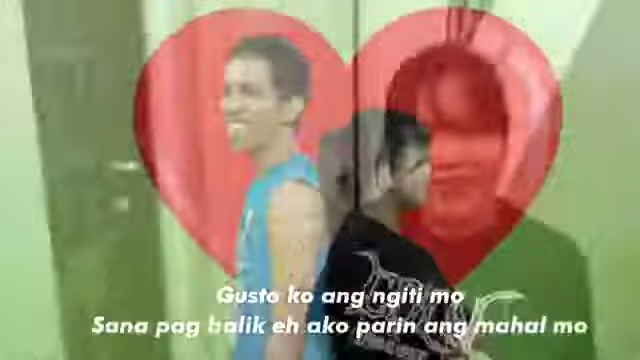 Gusto ko ang ngiti mo
Sana pag balik eh ako parin ang mahal mo